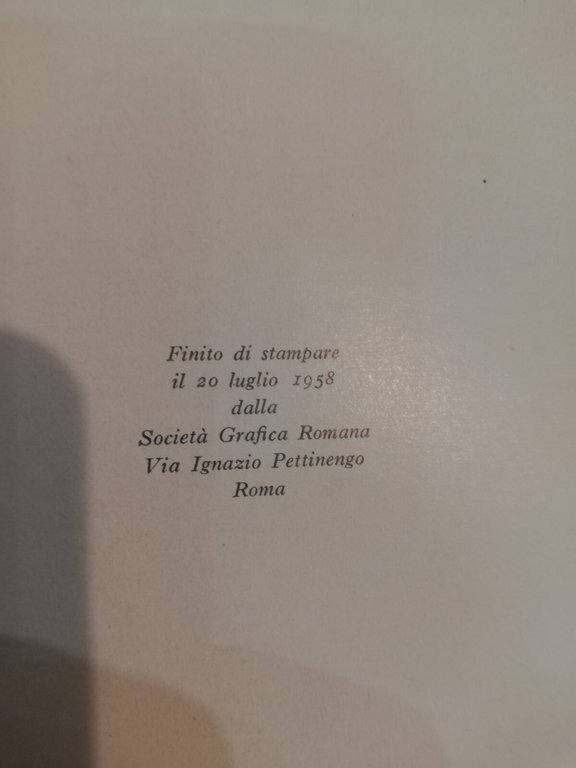 Finito di stampare
il 20 luglio 1958
dalla
Società Grafica Romana
Via Ignazio Pettinengo
Roma